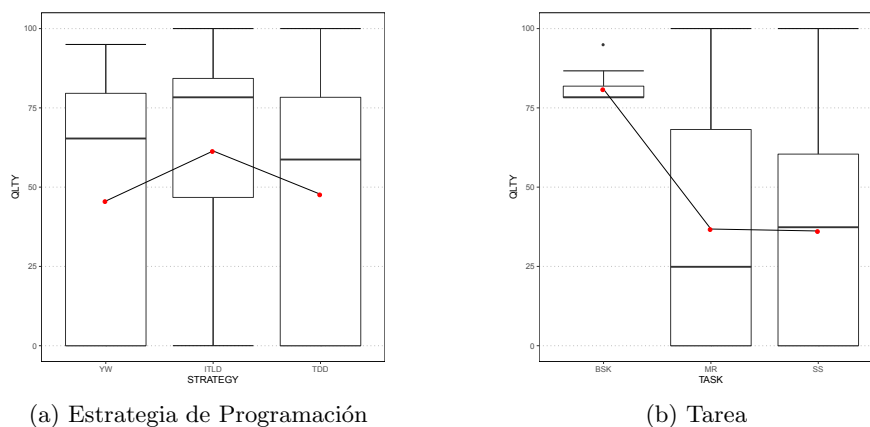 100
75
50
25
0
QLTY
YW
ITLD
TDD
STRATEGY
(a) Estrategia de Programación
100
75
50
25
0
QLTY
BSK
MR
SS
TASK
(b) Tarea